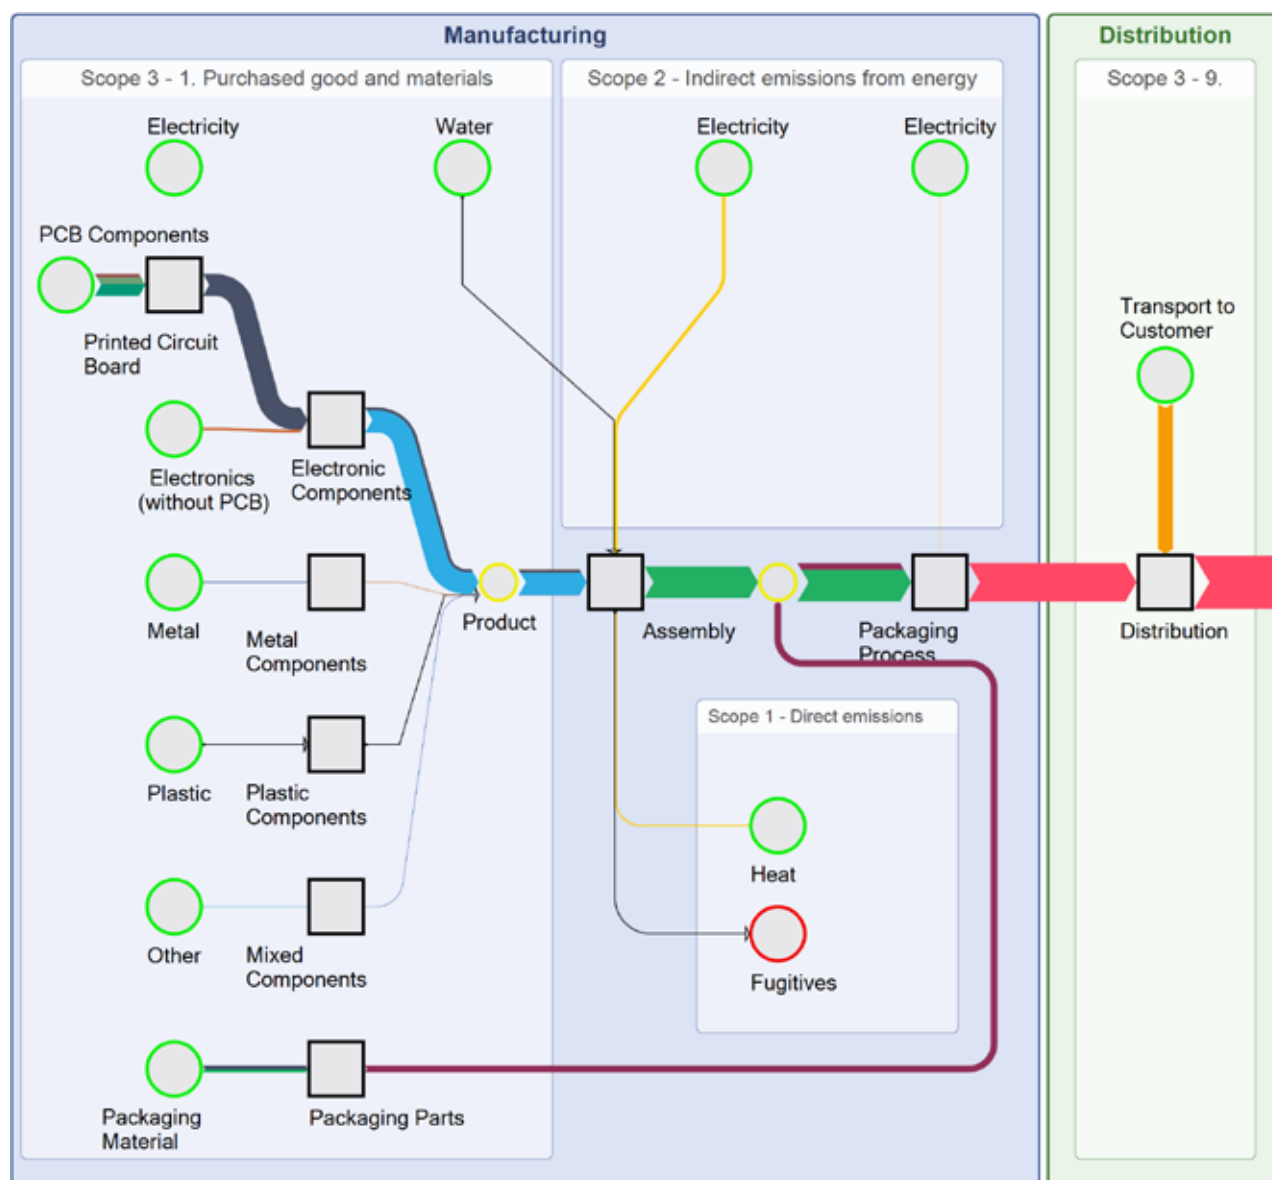 Manufacturing
Distribution
Scope 3 - 1. Purchased good and materials
Scope 2 - Indirect emissions from energy
Scope 3 - 9.
Electricity
Water
Electricity
Electricity
PCB Components
Printed Circuit
Board
Transport to
Customer
Electronics
(without PCB)
Electronic
Components
Metal
Metal
Components
Product
Assembly
Packaging
Process
Distribution
Scope 1 - Direct emissions
Plastic
Plastic
Components
Heat
Other
Mixed
Components
Fugitives
Packaging
Material
Packaging Parts